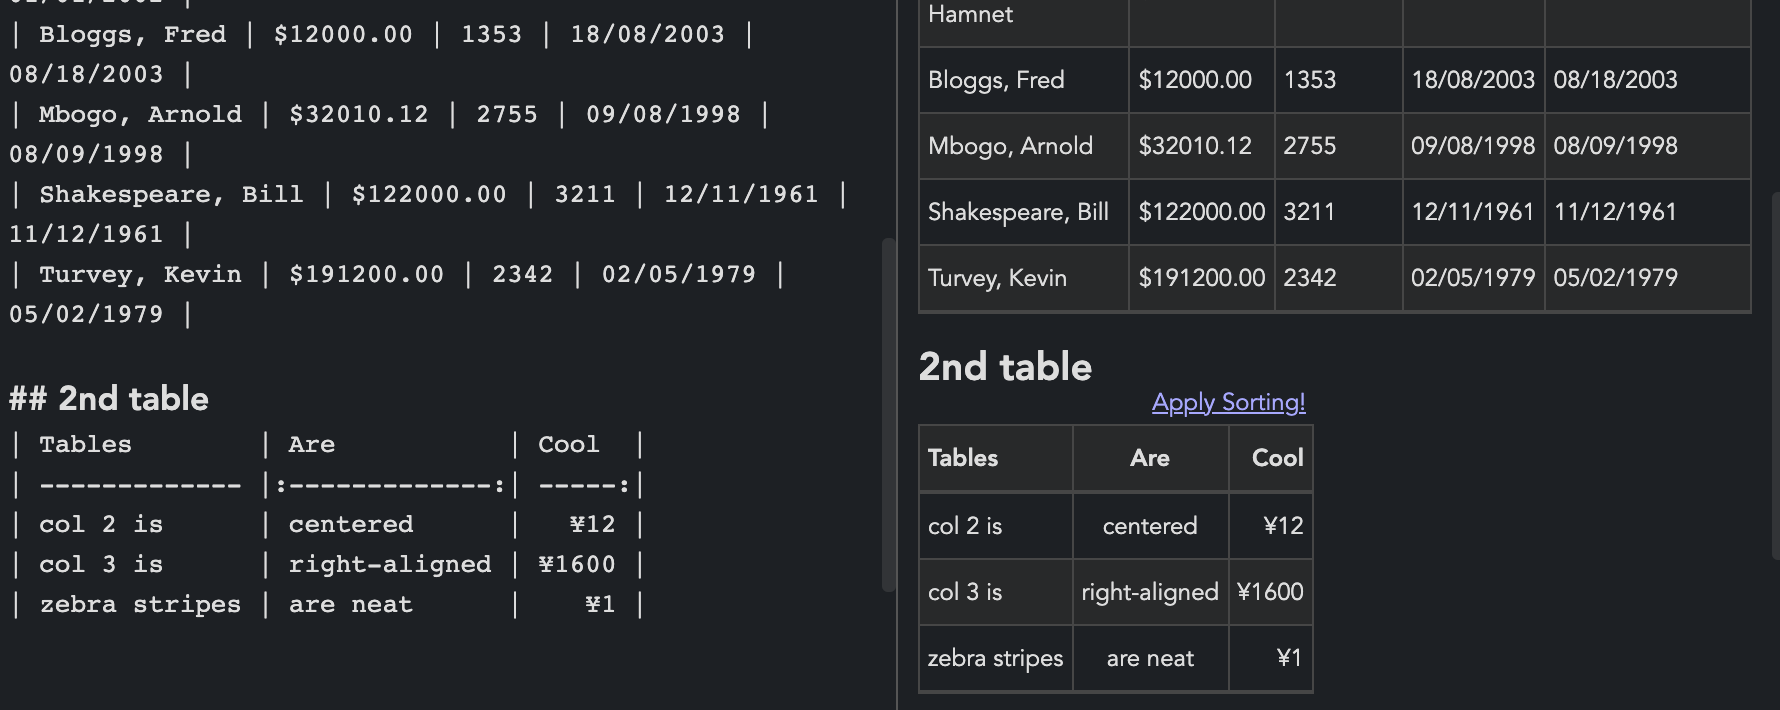 | Bloggs, Fred | $12000.00 | 1353 | 18/08/2003 |
08/18/2003 |
| Mbogo, Arnold | $32010.12 | 2755 | 09/08/1998 |
08/09/1998 |
| Shakespeare, Bill | $122000.00 | 3211 | 12/11/1961 |
11/12/1961 |
| Turvey, Kevin | $191200.00 | 2342 | 02/05/1979 |
05/02/1979 |
## 2nd table
| Tables        | Are           | Cool  |
| ------------- |:-------------:| -----:|
| col 2 is      | centered      |   ¥12 |
| col 3 is      | right-aligned | ¥1600 |
| zebra stripes | are neat      |    ¥1 |
Hamnet
Bloggs, Fred $12000.00 1353 18/08/2003 08/18/2003
Mbogo, Arnold $32010.12 2755 09/08/1998 08/09/1998
Shakespeare, Bill $122000.00 3211 12/11/1961 11/12/1961
Turvey, Kevin $191200.00 2342 02/05/1979 05/02/1979
2nd table
Apply Sorting!
Tables Are Cool
col 2 is centered ¥12
col 3 is right-aligned ¥1600
zebra stripes are neat ¥1